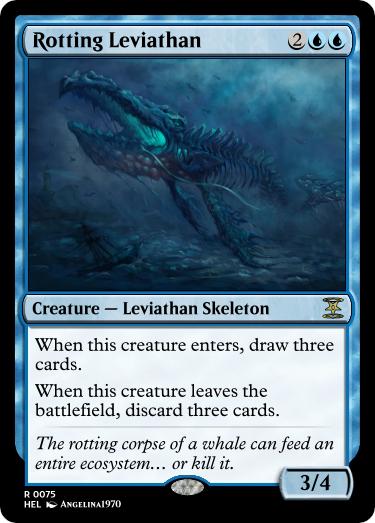 Rotting Leviathan 2
Creature — Leviathan Skeleton
When this creature enters, draw three
cards.
When this creature leaves the
battlefield, discard three cards.
The rotting corpse of a whale can feed an
entire ecosystem… or kill it.
3/4
R 0075
HEL Angelina1970